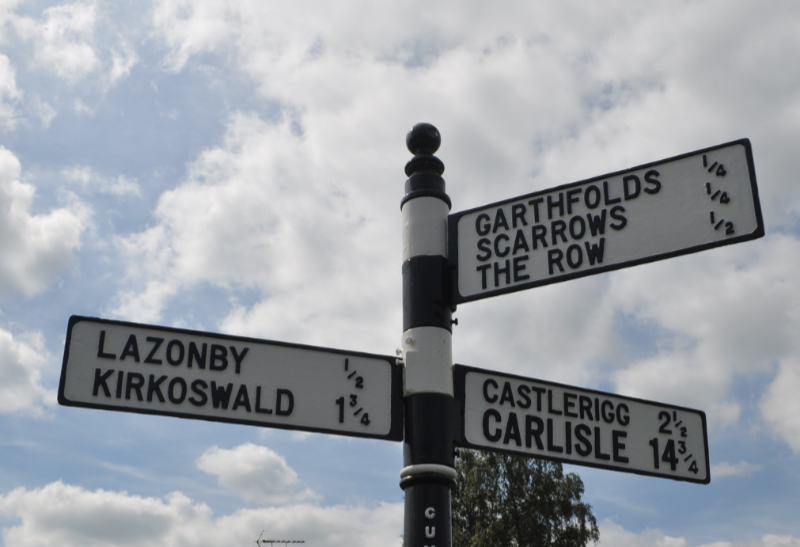 GARTHFOLDS 1/4
SCARROWS 1/4
THE ROW 1/2
LAZONBY 1/2
KIRKOSWALD 1 3/4
CASTLERIGG 2 1/2
CARLISLE 14 3/4